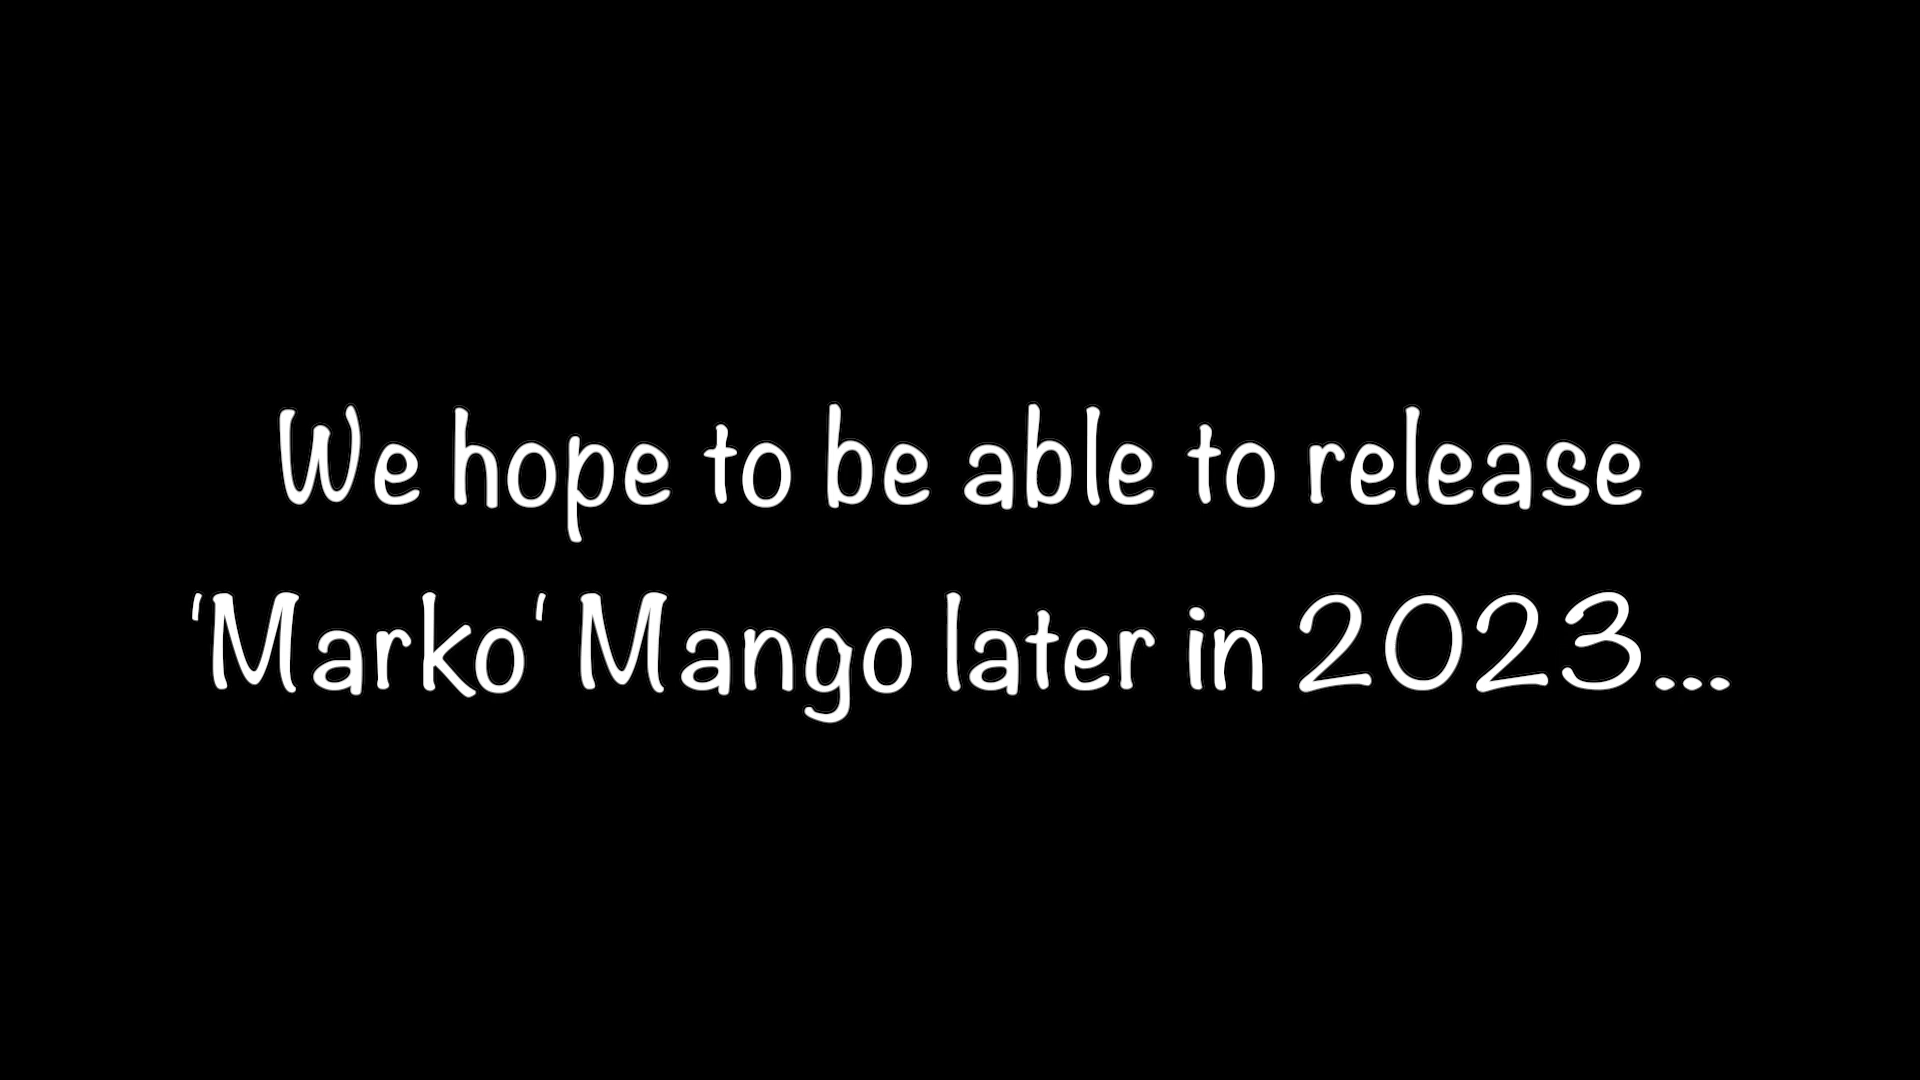 We hope to be able to release
'Marko' Mango later in 2023...